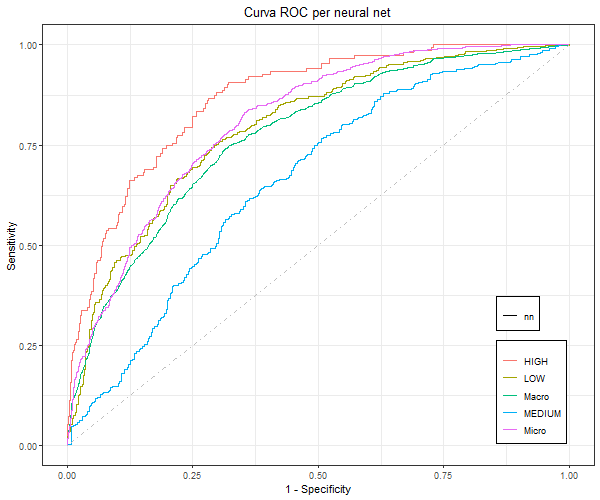 Curva ROC per neural net
1.00
0.75
0.50
0.25
0.00
Sensitivity
nn
HIGH
LOW
Macro
MEDIUM
Micro
0.00 0.25 0.50 0.75 1.00
1 - Specificity